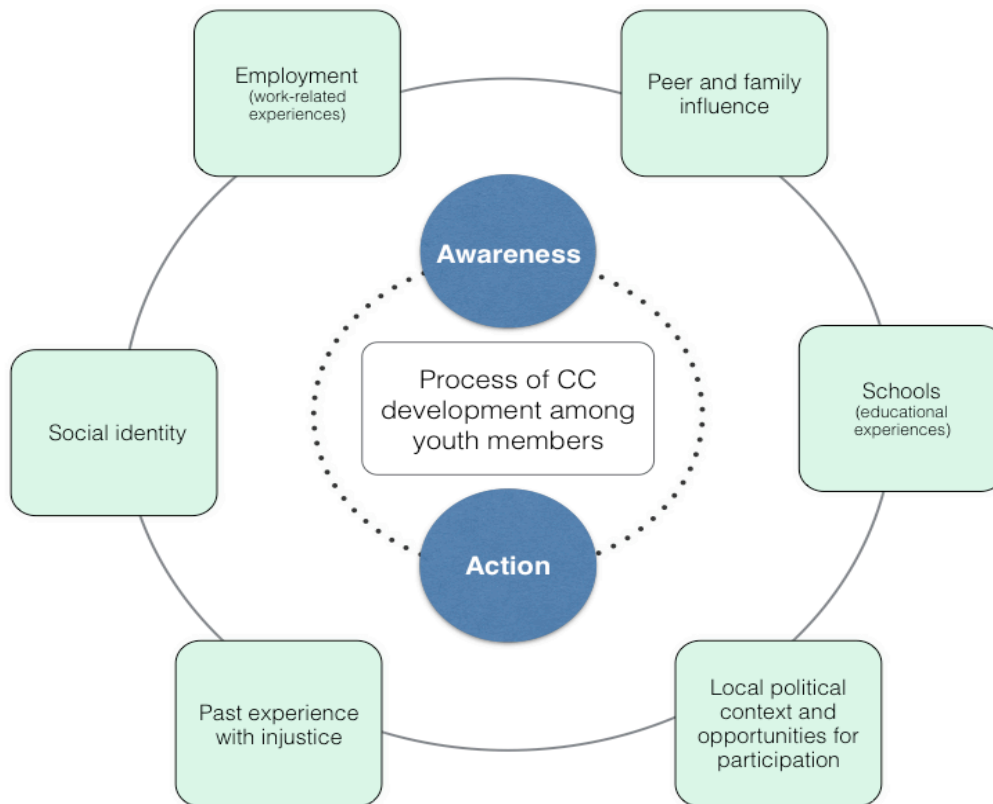 Employment
(work-related
experiences)
Peer and family
influence
Awareness
Process of CC
development among
youth members
Social identity
Schools
(educational
experiences)
Action
Past experience
with injustice
Local political
context and
opportunities for
participation